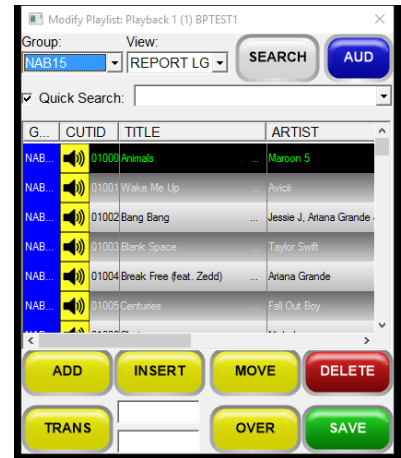 Modify Playlist: Playback 1 (1) BPTEST1
Group: View:
NAB15 REPORT LG SEARCH AUD
Quick Search:
G... CUTID TITLE ARTIST
NAB... 01000 Animals ... Maroon 5
NAB... 01001 Wake Me Up ... Avicii
NAB... 01002 Bang Bang ... Jessie J, Ariana Grande
NAB... 01003 Blank Space ... Taylor Swift
NAB... 01004 Break Free (feat. Zedd) ... Ariana Grande
NAB... 01005 Centuries ... Fall Out Boy
ADD INSERT MOVE DELETE
TRANS OVER SAVE